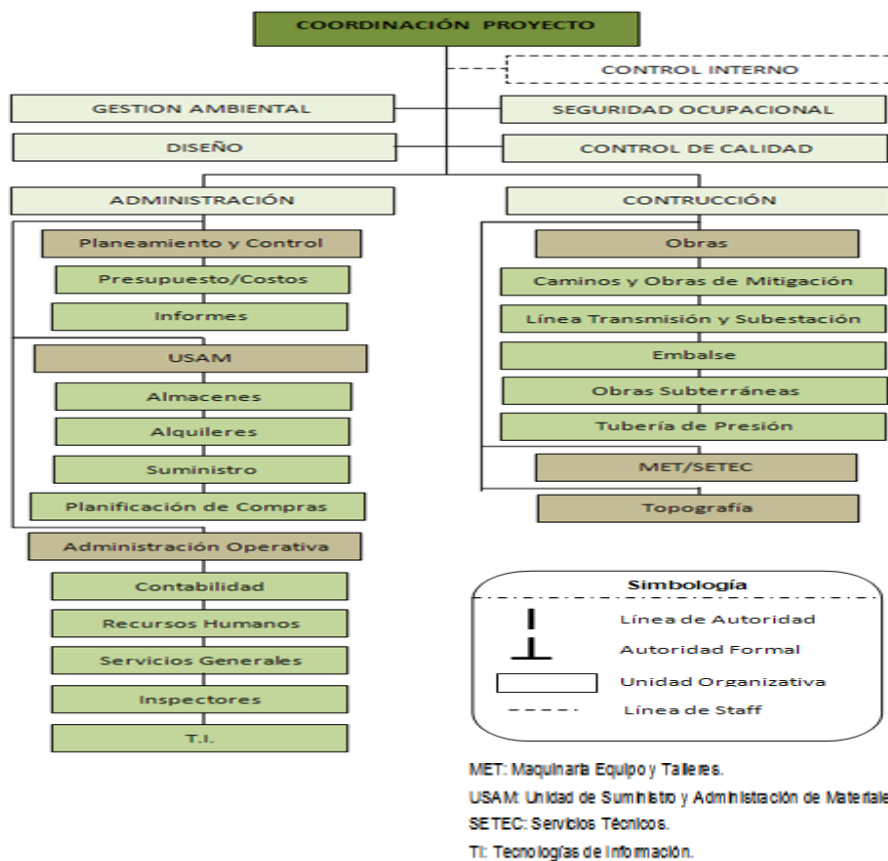 COORDINACIÓN PROYECTO
CONTROL INTERNO
GESTION AMBIENTAL
SEGURIDAD OCUPACIONAL
DISEÑO
CONTROL DE CALIDAD
ADMINISTRACIÓN
Planeamiento y Control
Presupuesto/Costos
Informes
USAM
Almacenes
Alquileres
Suministro
Planificación de Compras
Administración Operativa
Contabilidad
Recursos Humanos
Servicios Generales
Inspectores
T.I.
CONTRUCCIÓN
Obras
Caminos y Obras de Mitigación
Línea Transmisión y Subestación
Embalse
Obras Subterráneas
Tubería de Presión
MET/SETEC
Topografía
Simbología
Línea de Autoridad
Autoridad Formal
Unidad Organizativa
Línea de Staff
MET: Maquinaria Equipo y Talleres.
USAM: Unidad de Suministro y Administración de Materiale
SETEC: Servicios Técnicos.
TI: Tecnologías de Información.